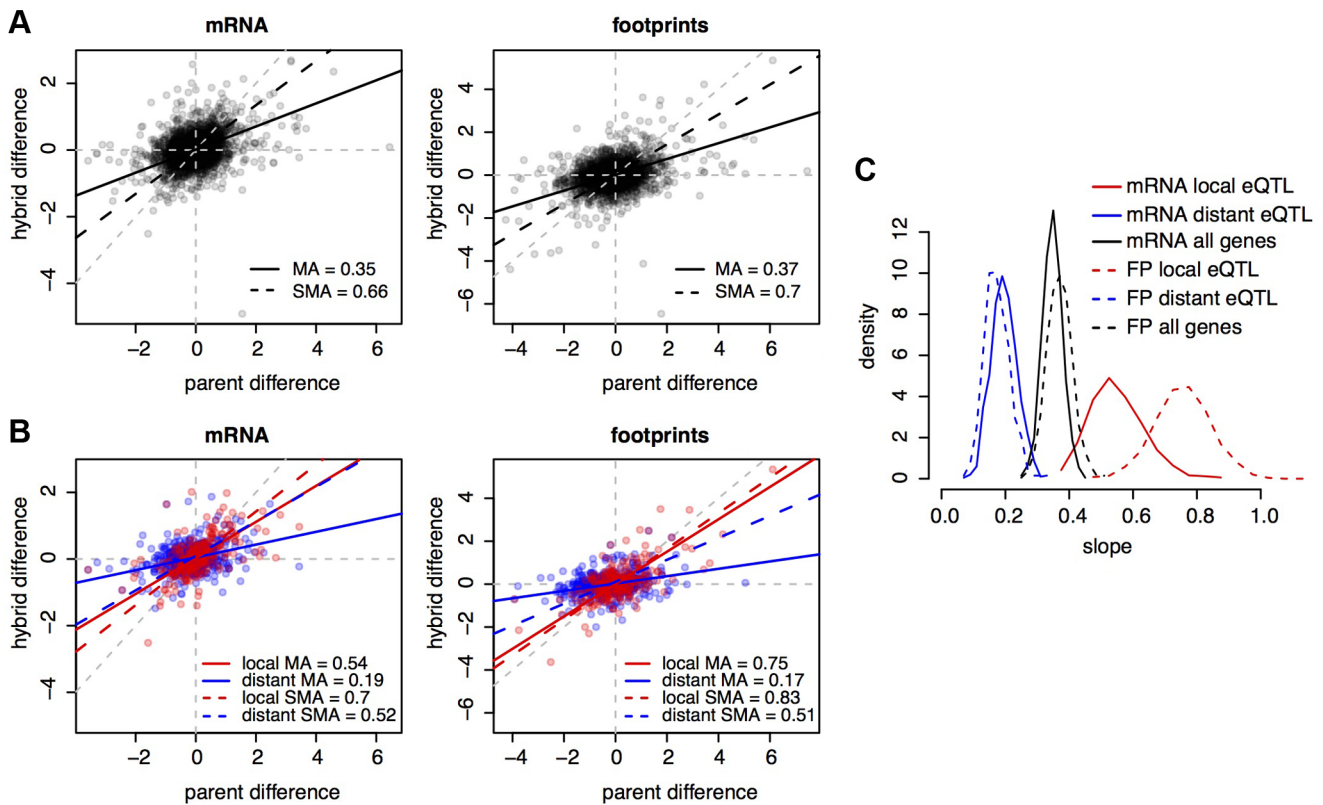 A
mRNA
footprints
hybrid difference
2
0
−2
−4
MA = 0.35
SMA = 0.66
−2 0 2 4 6
parent difference
hybrid difference
4
2
0
−2
−4
−6
MA = 0.37
SMA = 0.7
−4 −2 0 2 4 6
parent difference
B
mRNA
footprints
hybrid difference
2
0
−2
−4
local MA = 0.54
distant MA = 0.19
local SMA = 0.7
distant SMA = 0.52
−2 0 2 4 6
parent difference
hybrid difference
4
2
0
−2
−4
−6
local MA = 0.75
distant MA = 0.17
local SMA = 0.83
distant SMA = 0.51
−4 −2 0 2 4 6
parent difference
C
mRNA local eQTL
mRNA distant eQTL
mRNA all genes
FP local eQTL
FP distant eQTL
FP all genes
density
12
10
8
6
4
2
0
0.0 0.2 0.4 0.6 0.8 1.0
slope